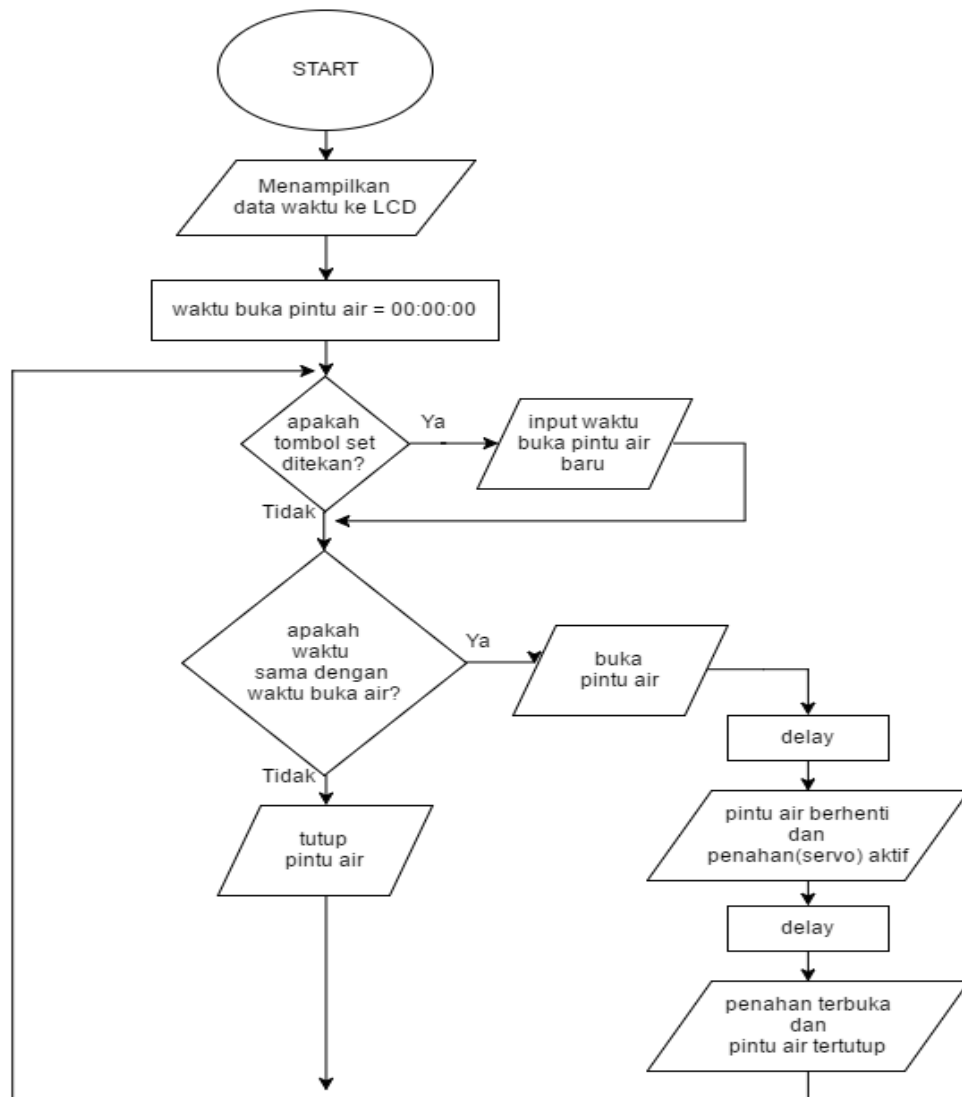 START
Menampilkan
data waktu ke LCD
waktu buka pintu air = 00:00:00
apakah
tombol set
ditekan?
Ya
input waktu
buka pintu air
baru
Tidak
apakah
waktu
sama dengan
waktu buka air?
Ya
buka
pintu air
delay
Tidak
tutup
pintu air
pintu air berhenti
dan
penahan(servo) aktif
delay
penahan terbuka
dan
pintu air tertutup